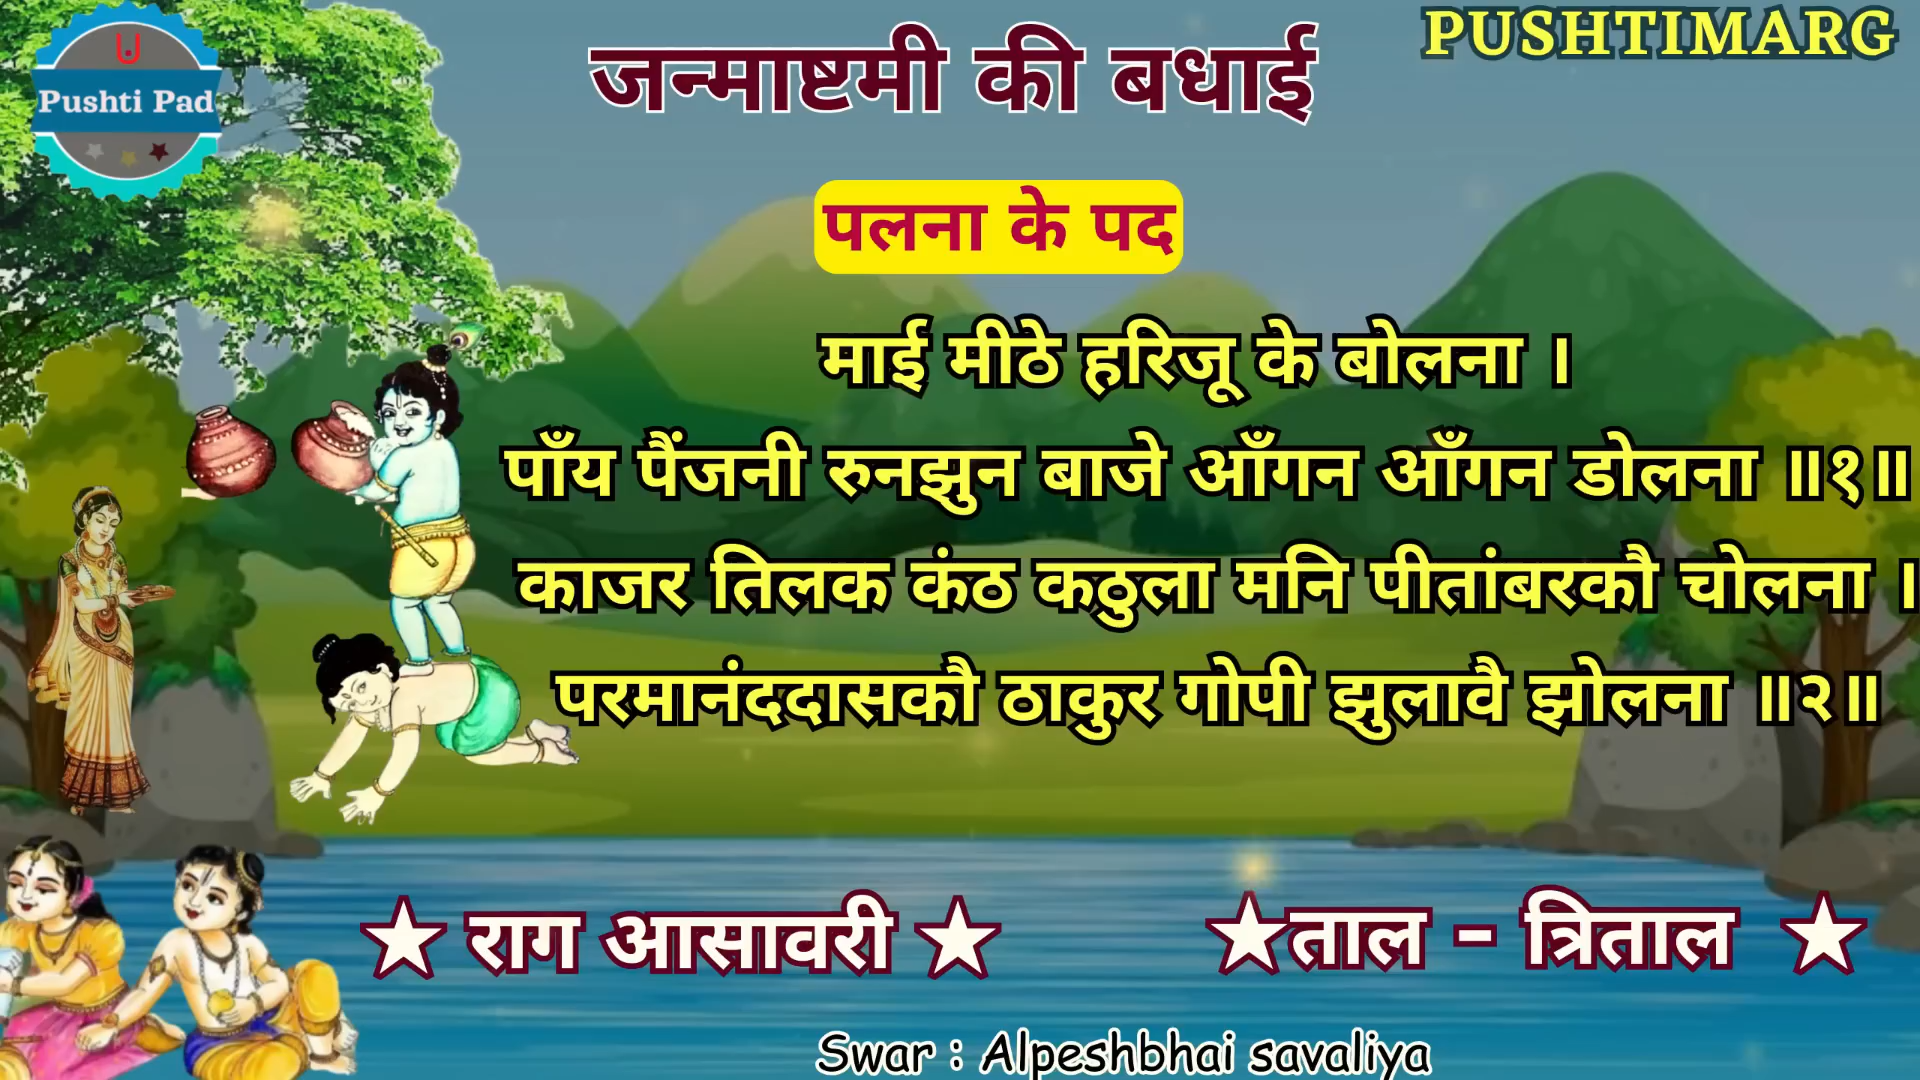 Pushti Pad
जन्माष्टमी की बधाई
PUSHTIMARG
पलना के पद
माई मीठे हरिजू के बोलना ।
पाँय पैंजनी रुनझुन बाजे आँगन आँगन डोलना ॥१॥
काजर तिलक कंठ कठुला मनि पीतांबरकौ चोलना ।
परमानंददासकौ ठाकुर गोपी झुलावै झोलना ॥२॥
★ राग आसावरी ★
★ताल - त्रिताल ★
Swar : Alpeshbhai savaliya